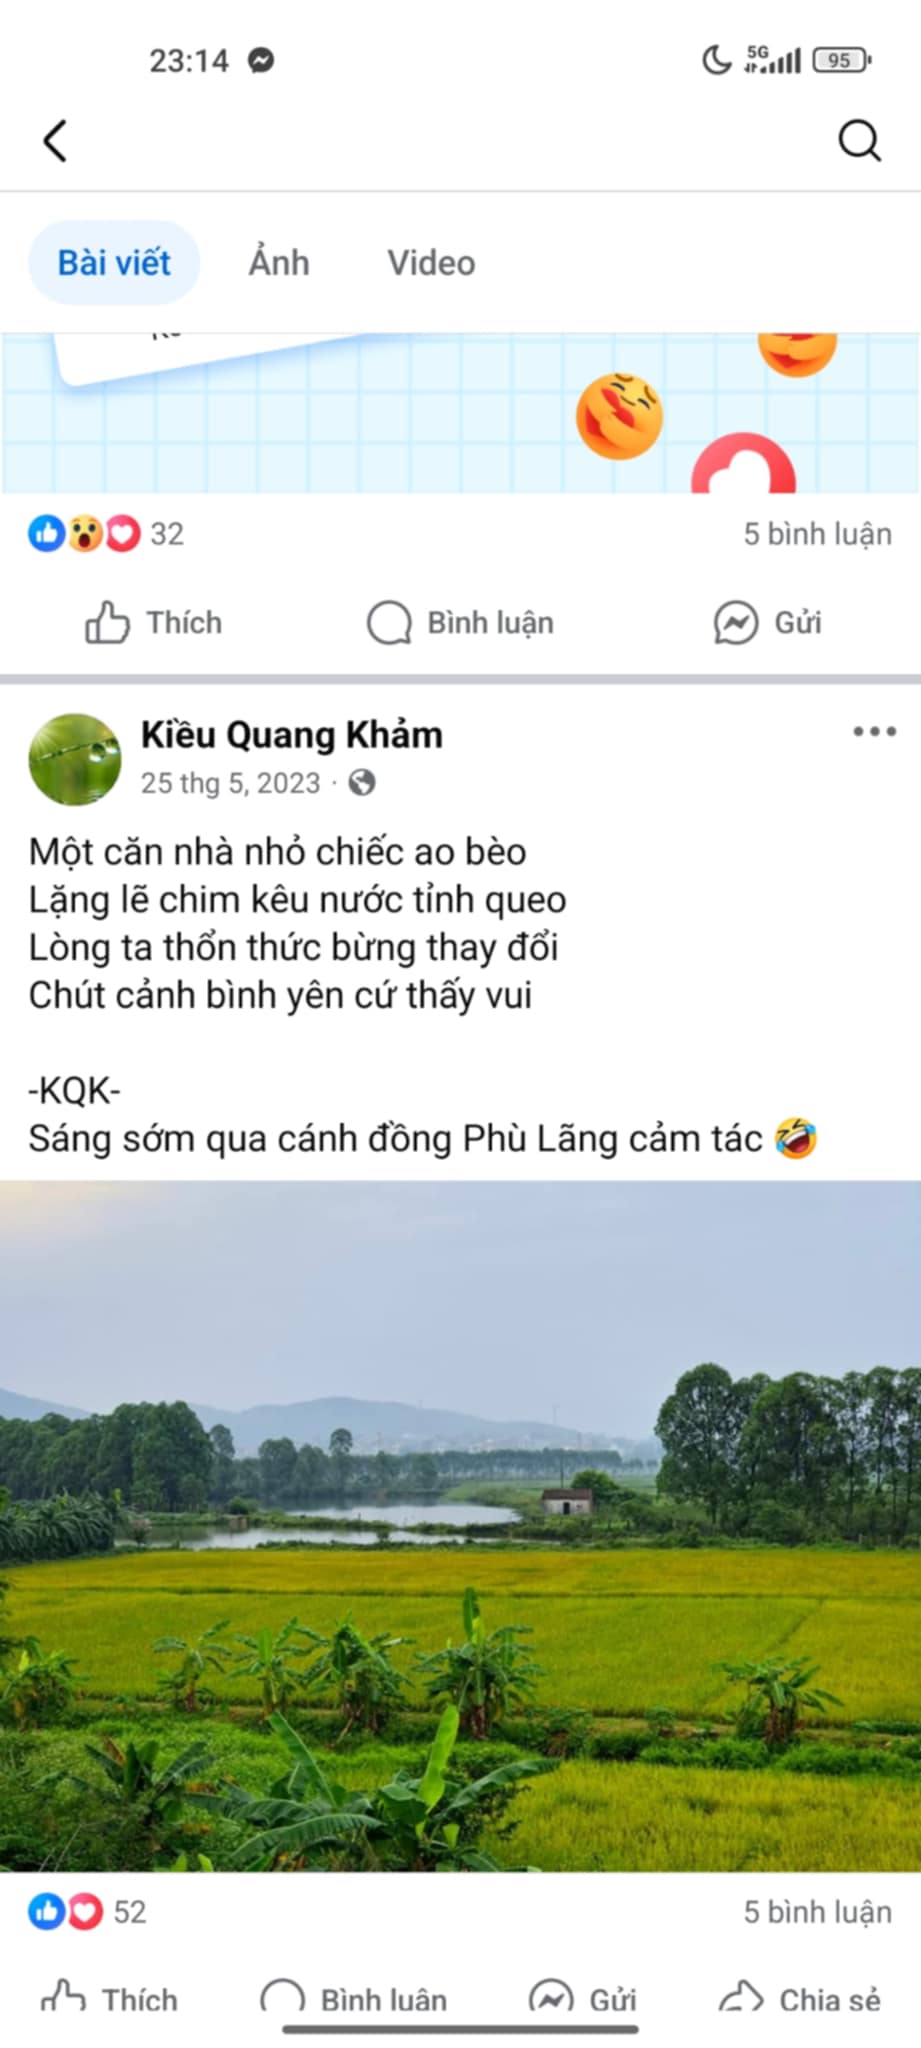 23:14
5G
95
Bài viết
Ảnh
Video
32
5 bình luận
Thích
Bình luận
Gửi
Kiều Quang Khảm
25 thg 5, 2023 ·
Một căn nhà nhỏ chiếc ao bèo
Lặng lẽ chim kêu nước tỉnh queo
Lòng ta thổn thức bừng thay đổi
Chút cảnh bình yên cứ thấy vui
-KQK-
Sáng sớm qua cánh đồng Phù Lãng cảm tác 🤣
52
5 bình luận
Thích
Bình luận
Gửi
Chia sẻ